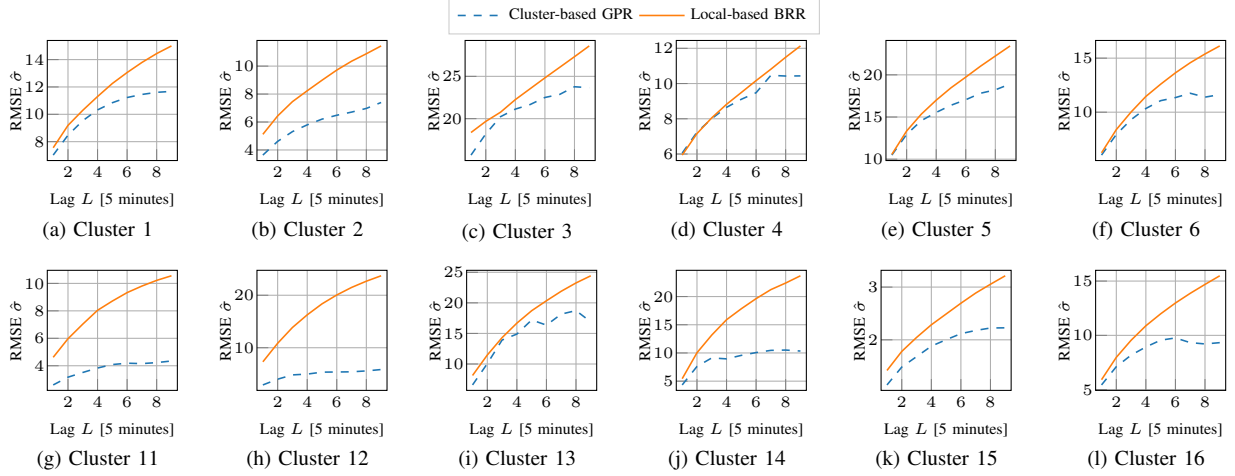 Cluster-based GPR Local-based BRR
RMSE σ̂ 8 10 12 14 2 4 6 8 Lag L [5 minutes]
(a) Cluster 1
RMSE σ̂ 4 6 8 10 2 4 6 8 Lag L [5 minutes]
(b) Cluster 2
RMSE σ̂ 20 25 2 4 6 8 Lag L [5 minutes]
(c) Cluster 3
RMSE σ̂ 6 8 10 12 2 4 6 8 Lag L [5 minutes]
(d) Cluster 4
RMSE σ̂ 10 15 20 2 4 6 8 Lag L [5 minutes]
(e) Cluster 5
RMSE σ̂ 10 15 2 4 6 8 Lag L [5 minutes]
(f) Cluster 6
RMSE σ̂ 4 6 8 10 2 4 6 8 Lag L [5 minutes]
(g) Cluster 11
RMSE σ̂ 10 20 2 4 6 8 Lag L [5 minutes]
(h) Cluster 12
RMSE σ̂ 10 15 20 25 2 4 6 8 Lag L [5 minutes]
(i) Cluster 13
RMSE σ̂ 5 10 15 20 2 4 6 8 Lag L [5 minutes]
(j) Cluster 14
RMSE σ̂ 2 3 2 4 6 8 Lag L [5 minutes]
(k) Cluster 15
RMSE σ̂ 5 10 15 2 4 6 8 Lag L [5 minutes]
(l) Cluster 16